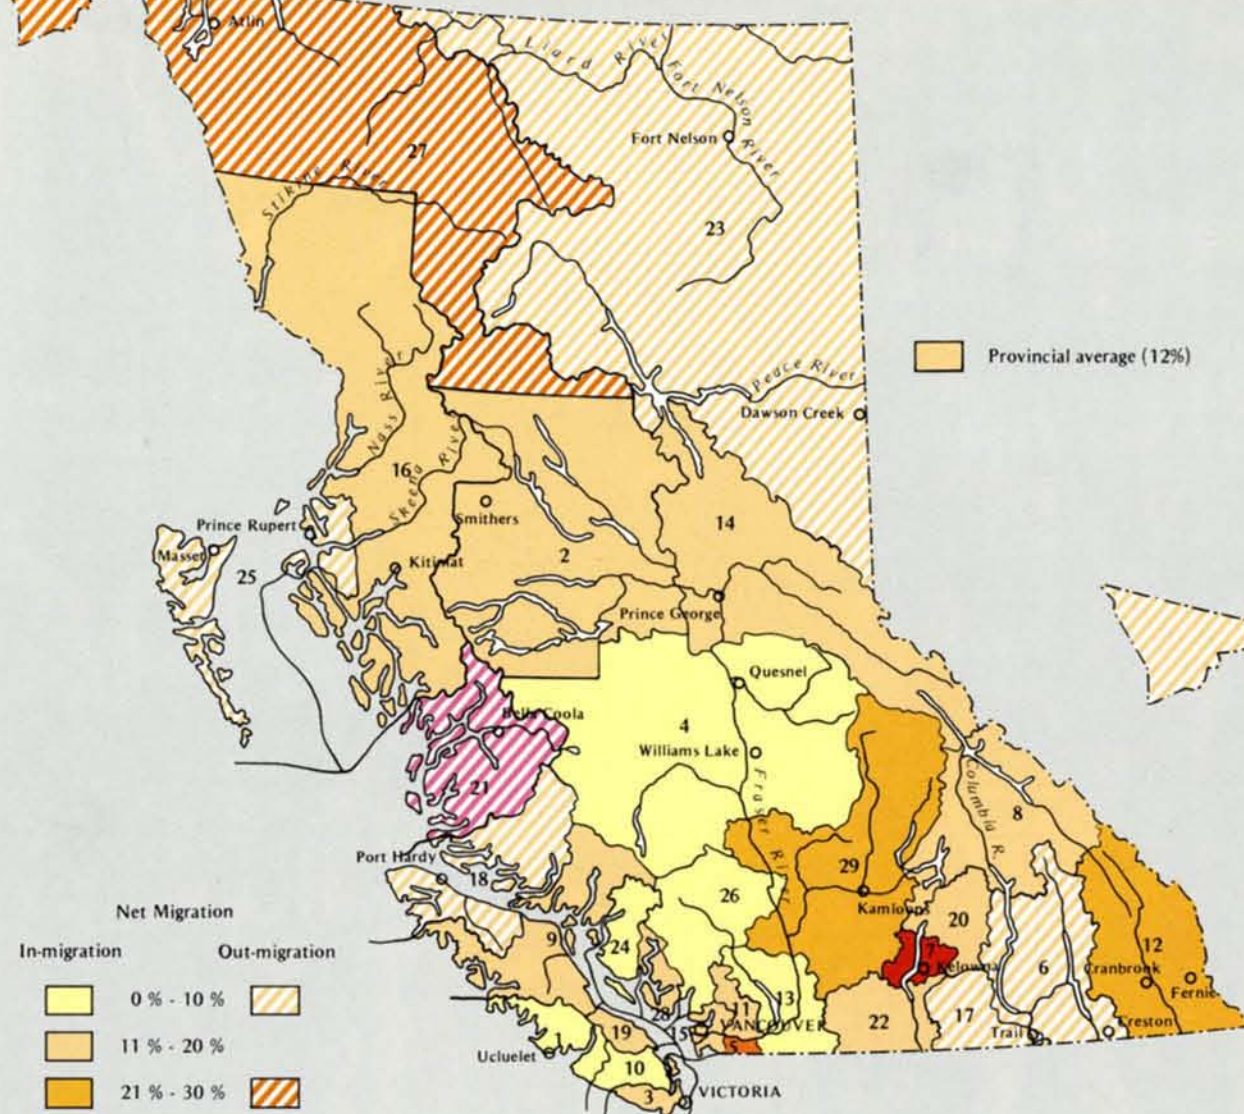 Atlin
Liard River
Fort Nelson River
Fort Nelson
27
Stikine River
23
Provincial average (12%)
Peace River
Dawson Creek
Nass River
16
Skeena River
Smithers
14
Prince Rupert
Masset
25
Kitimat
2
Prince George
Quesnel
Bella Coola
4
Williams Lake
21
Fraser River
Columbia R.
8
Port Hardy
18
29
Kamloops
26
20
9
24
7
Kelowna
6
12
Cranbrook
Fernie
Net Migration
In-migration Out-migration
0 % - 10 %
11 % - 20 %
21 % - 30 %
1
19
28
15
11
VANCOUVER
13
22
17
Trail
Creston
5
Ucluelet
10
3
VICTORIA